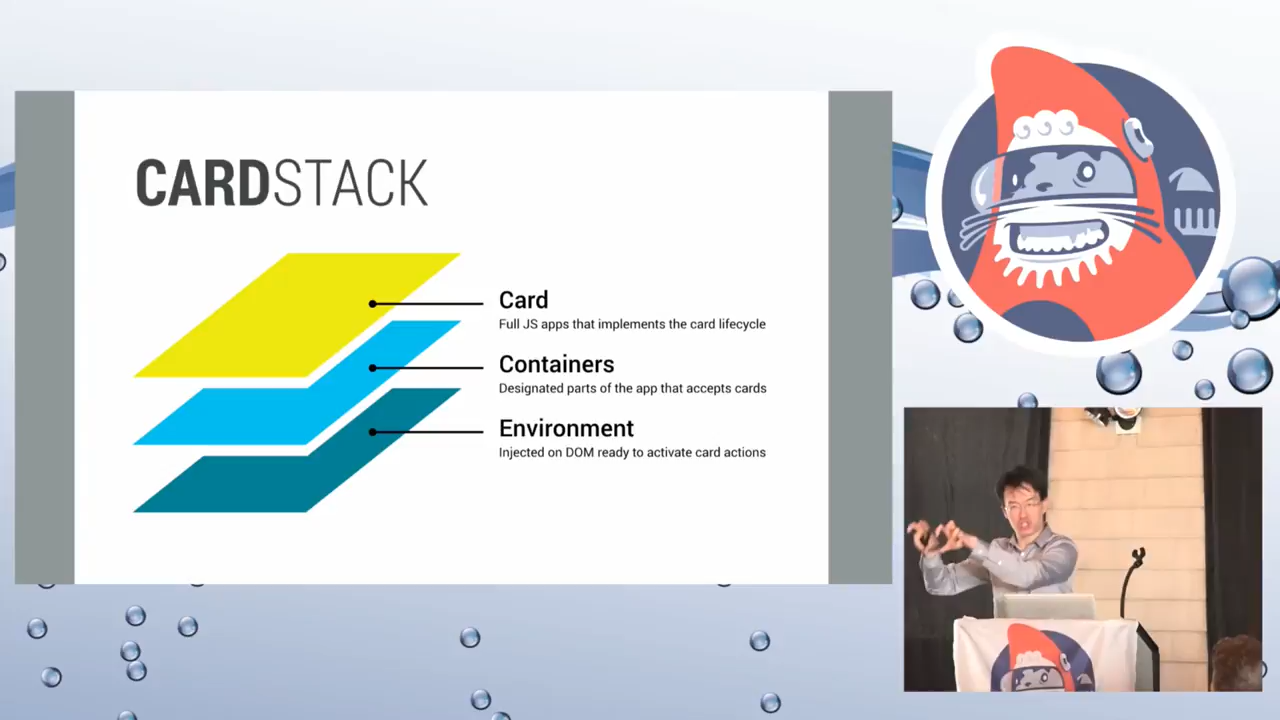 CARDSTACK
Card
Full JS apps that implements the card lifecycle
Containers
Designated parts of the app that accepts cards
Environment
Injected on DOM ready to activate card actions